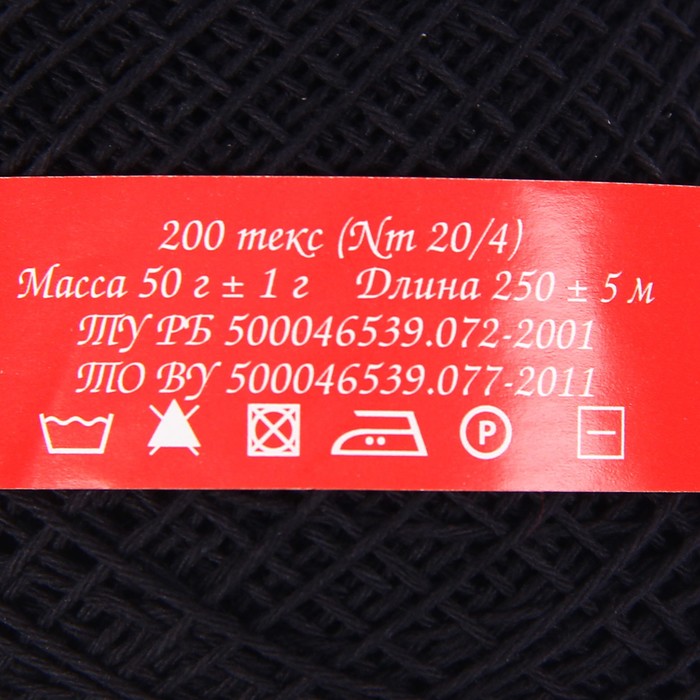 200 текс (Nm 20/4)
Масса 50 г ± 1 г Длина 250 ± 5 м
ТУ РБ 500046539.072-2001
ТО BY 500046539.077-2011
P